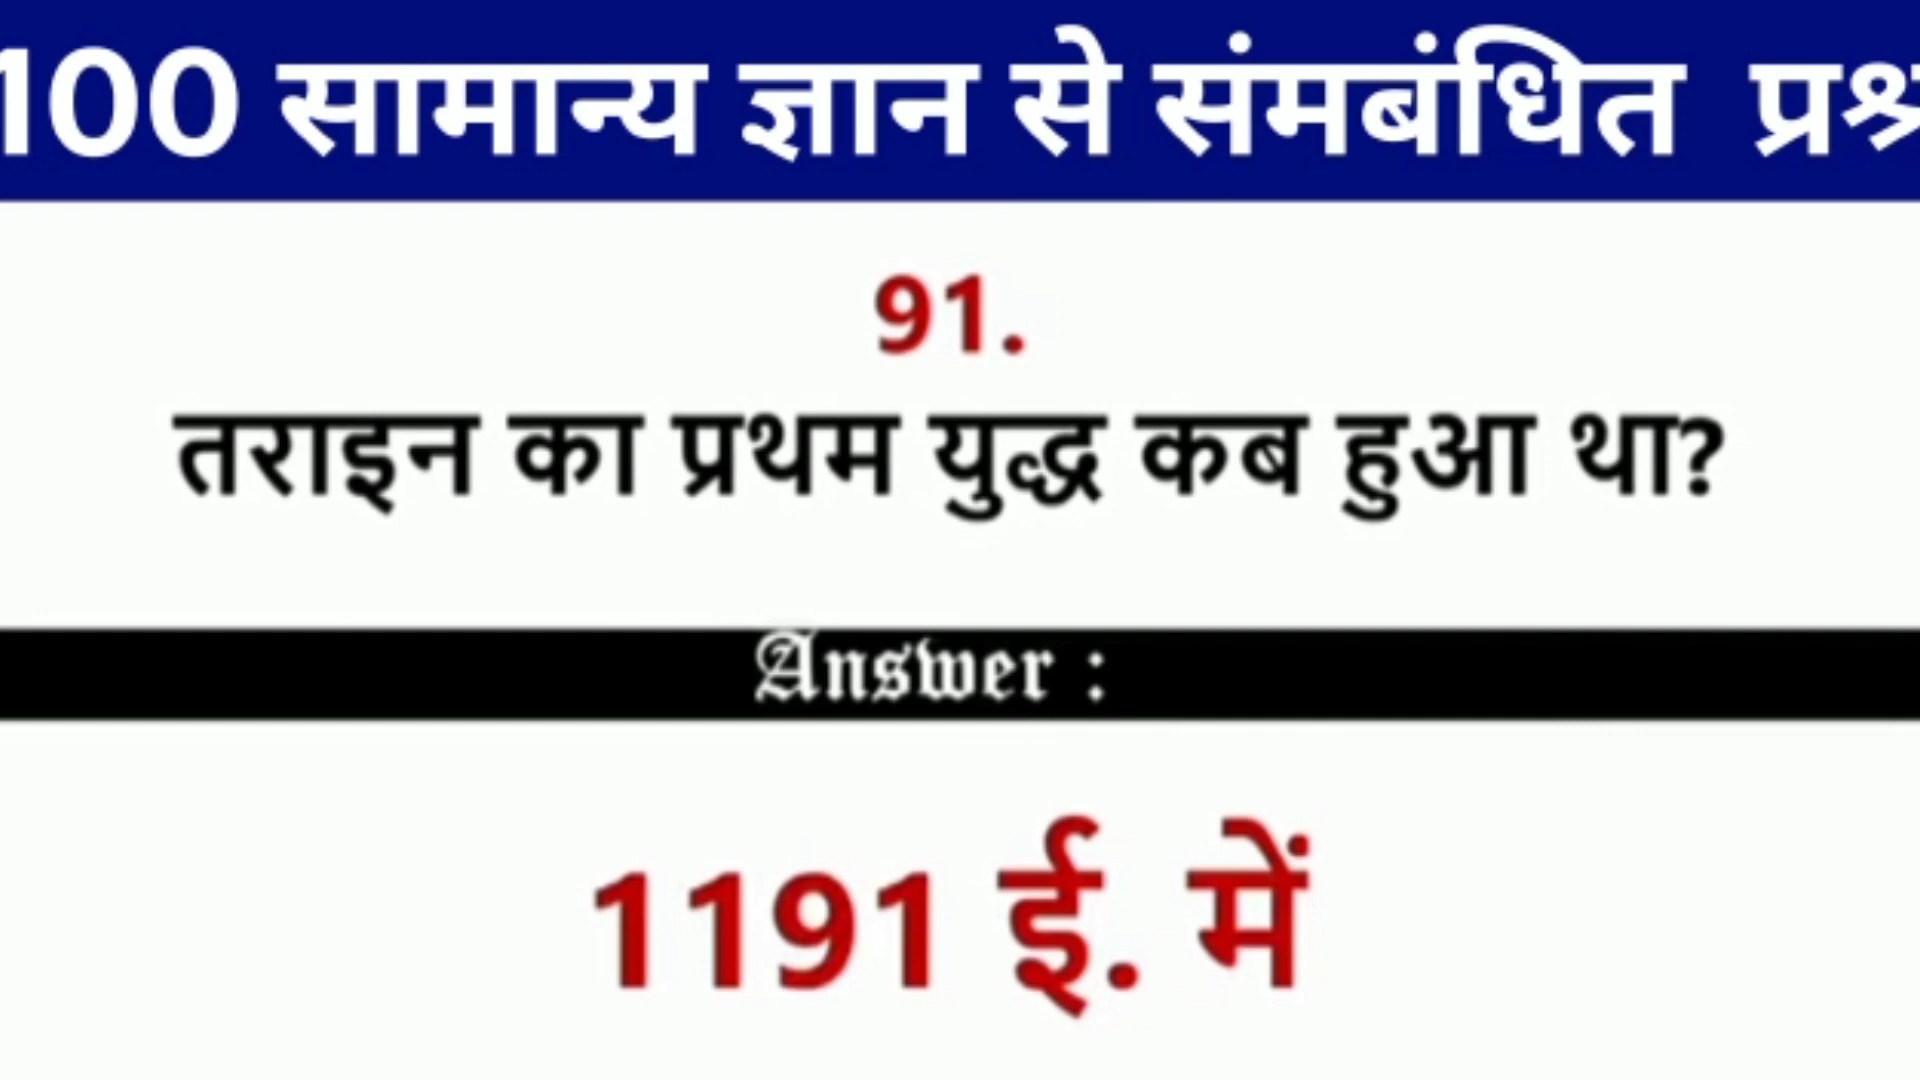 100 सामान्य ज्ञान से संमबंधित प्रश्न
91.
तराइन का प्रथम युद्ध कब हुआ था?
Answer :
1191 ई. में